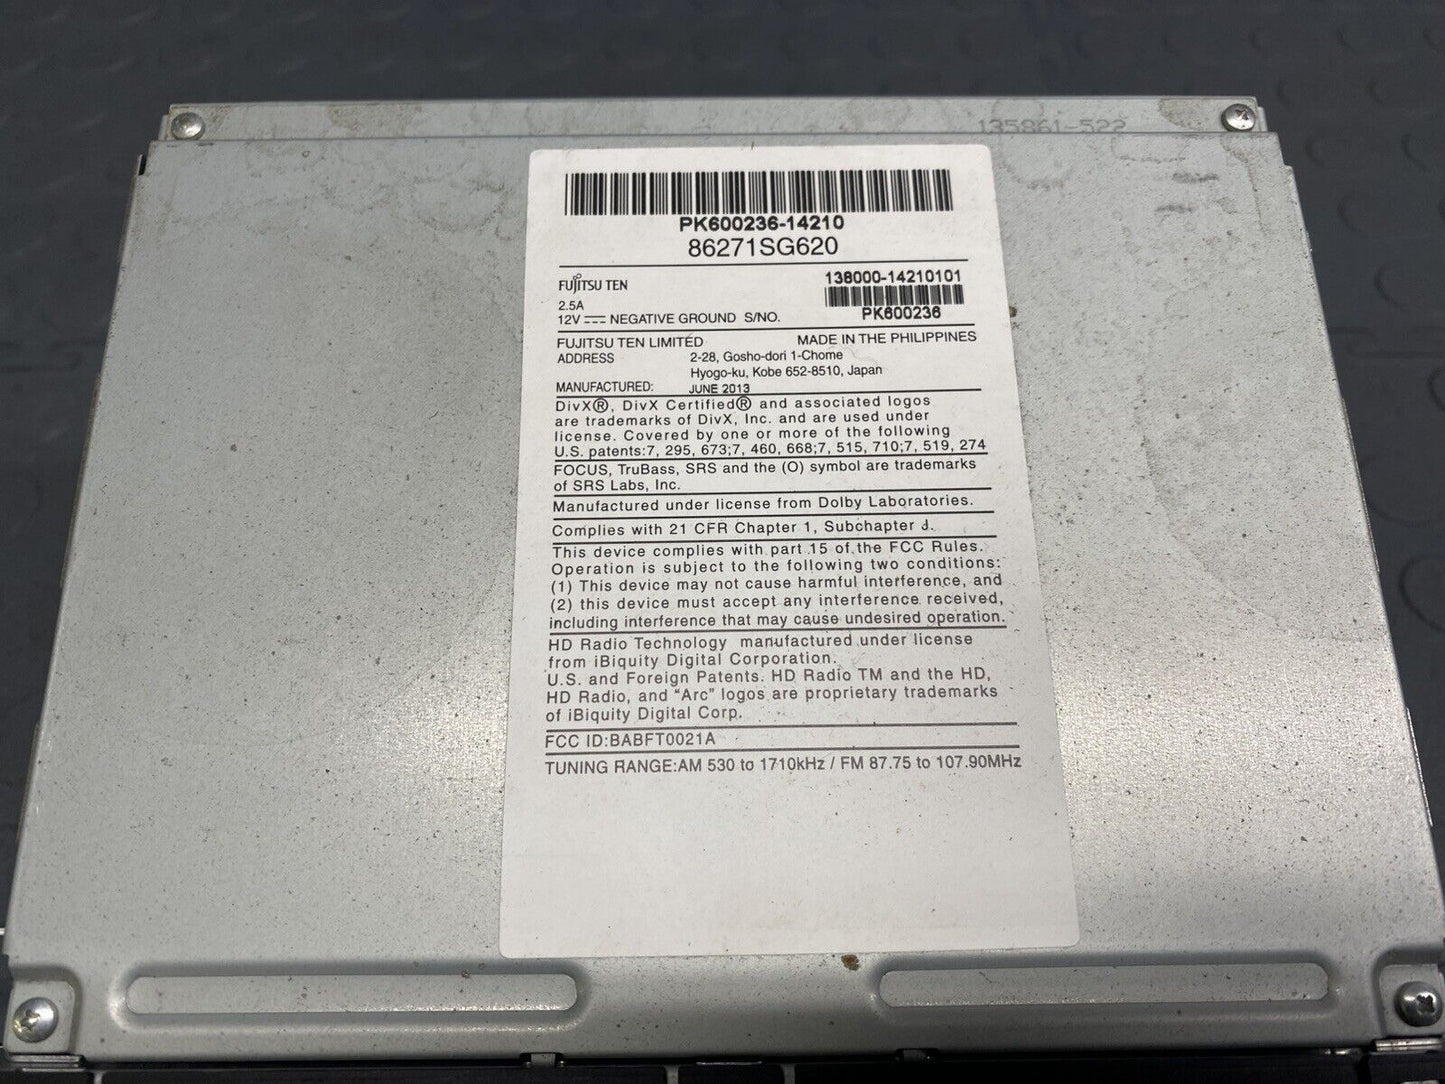 135861-522
PK600236-14210
86271SG620
FUJITSU TEN
138000-14210101
2.5A
12V NEGATIVE GROUND S/NO.
PK600236
FUJITSU TEN LIMITED MADE IN THE PHILIPPINES
ADDRESS 2-28, Gosho-dori 1-Chome
Hyogo-ku, Kobe 652-8510, Japan
MANUFACTURED: JUNE 2013
DivX®, DivX Certified® and associated logos
are trademarks of DivX, Inc. and are used under
license. Covered by one or more of the following
U.S. patents:7, 295, 673;7, 460, 668;7, 515, 710;7, 519, 274
FOCUS, TruBass, SRS and the (O) symbol are trademarks
of SRS Labs, Inc.
Manufactured under license from Dolby Laboratories.
Complies with 21 CFR Chapter 1, Subchapter J.
This device complies with part 15 of the FCC Rules.
Operation is subject to the following two conditions:
(1) This device may not cause harmful interference, and
(2) this device must accept any interference received,
including interference that may cause undesired operation.
HD Radio Technology manufactured under license
from iBiquity Digital Corporation.
U.S. and Foreign Patents. HD Radio TM and the HD,
HD Radio, and “Arc” logos are proprietary trademarks
of iBiquity Digital Corp.
FCC ID:BABFT0021A
TUNING RANGE:AM 530 to 1710kHz / FM 87.75 to 107.90MHz